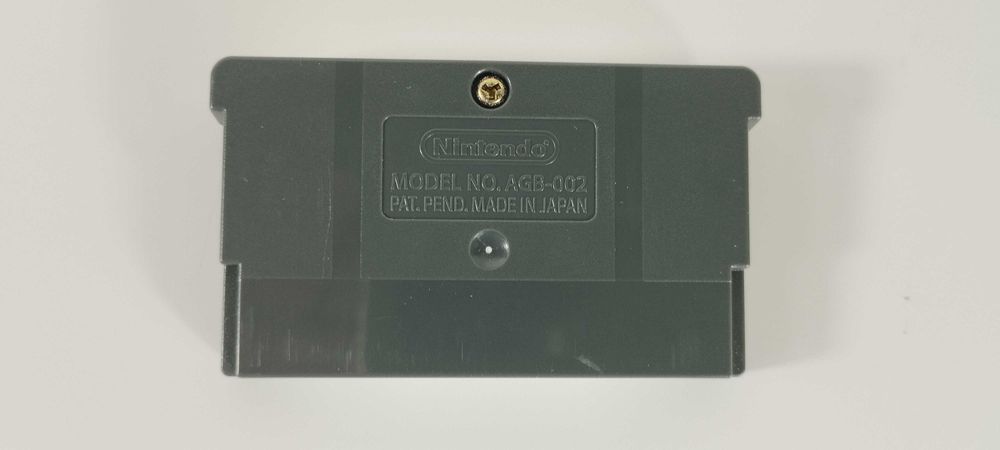 Nintendo®
MODEL NO. AGB-002
PAT. PEND. MADE IN JAPAN